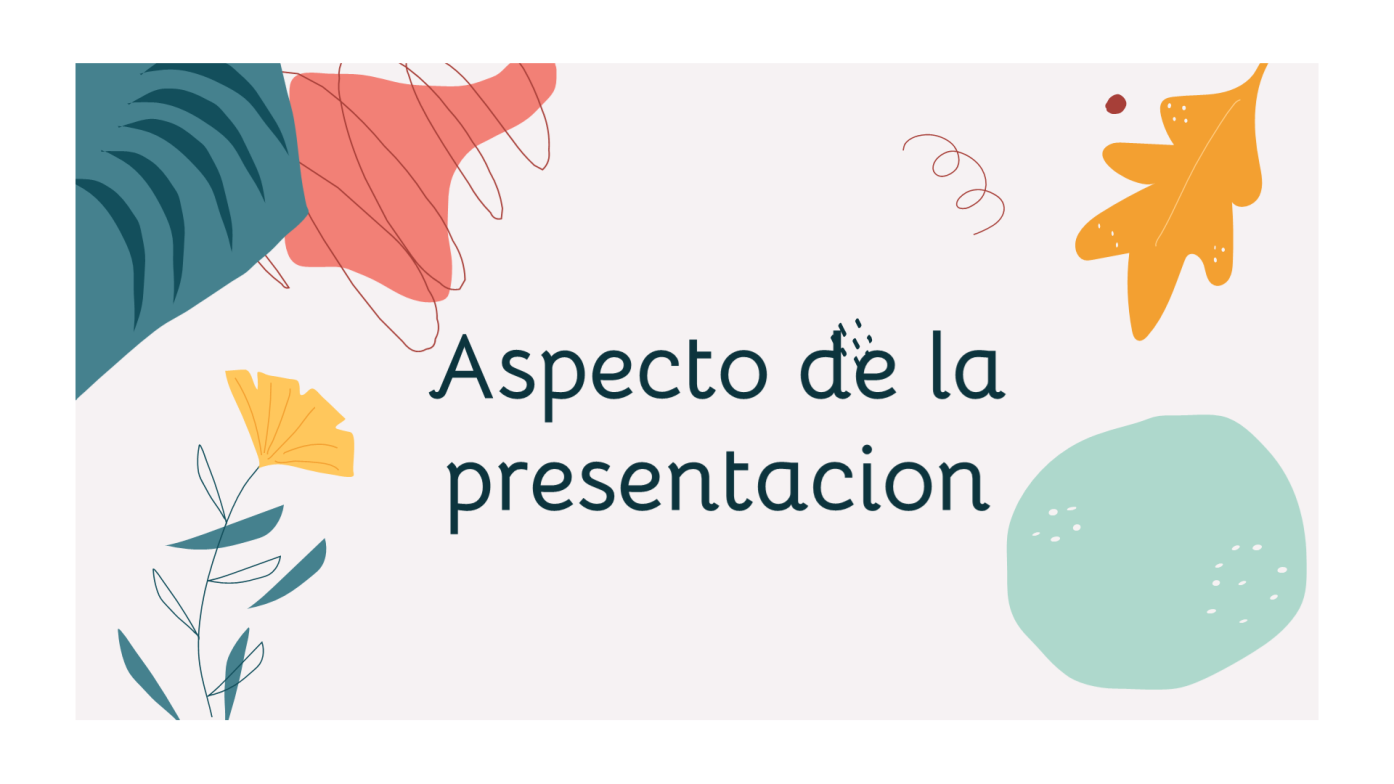 Aspecto de la
presentacion